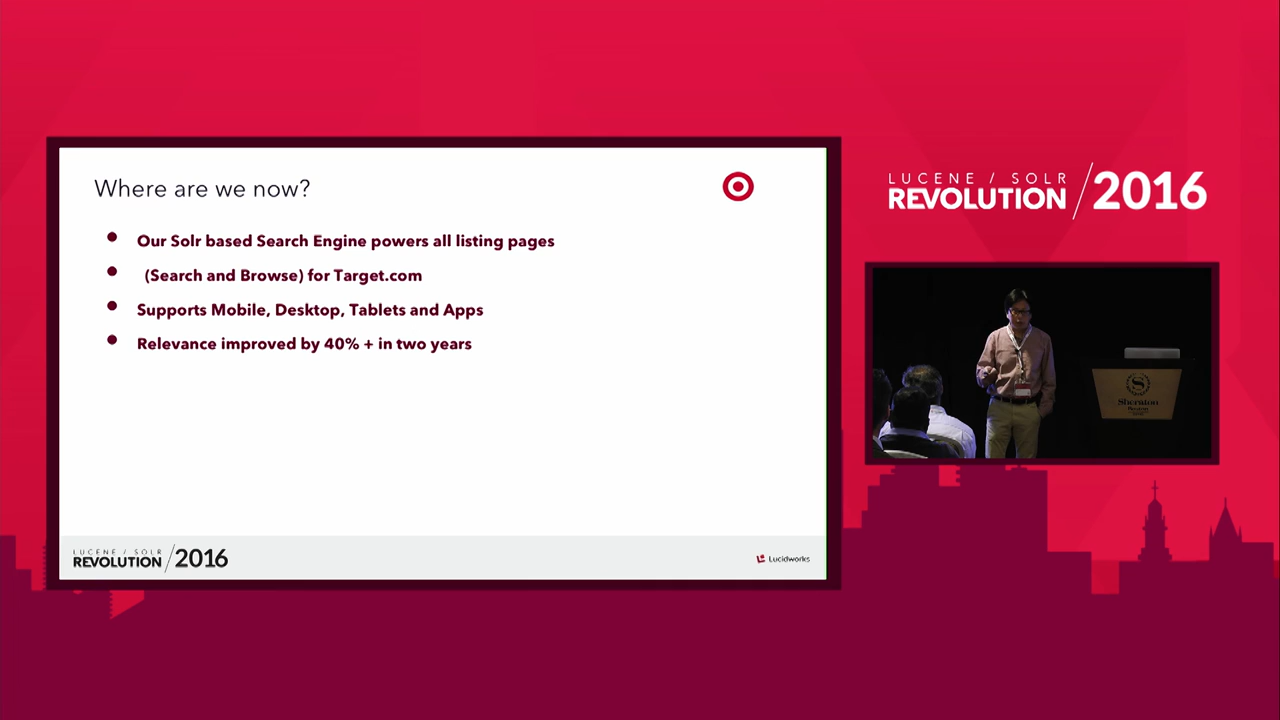 Where are we now?
Our Solr based Search Engine powers all listing pages
(Search and Browse) for Target.com
Supports Mobile, Desktop, Tablets and Apps
Relevance improved by 40% + in two years
LUCENE / SOLR
REVOLUTION / 2016
Lucidworks
LUCENE / SOLR
REVOLUTION / 2016
S
Sheraton